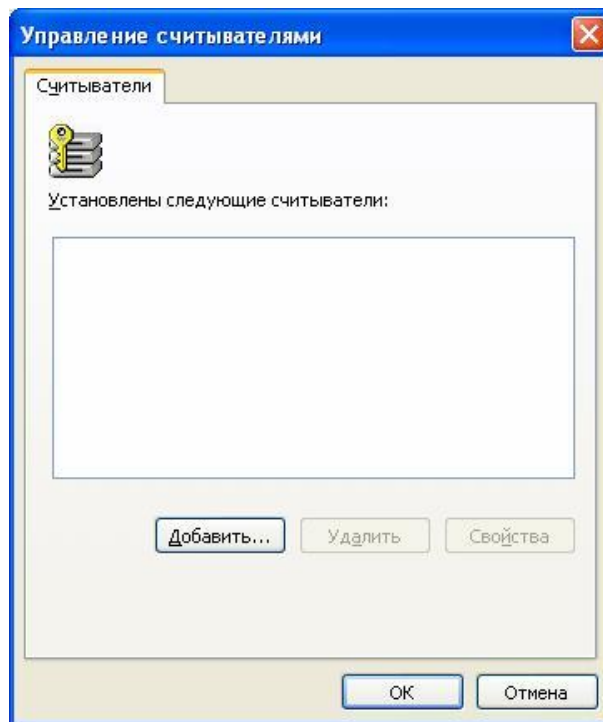 Управление считывателями
Считыватели
Установлены следующие считыватели:
Добавить... Удалить Свойства
ОК Отмена